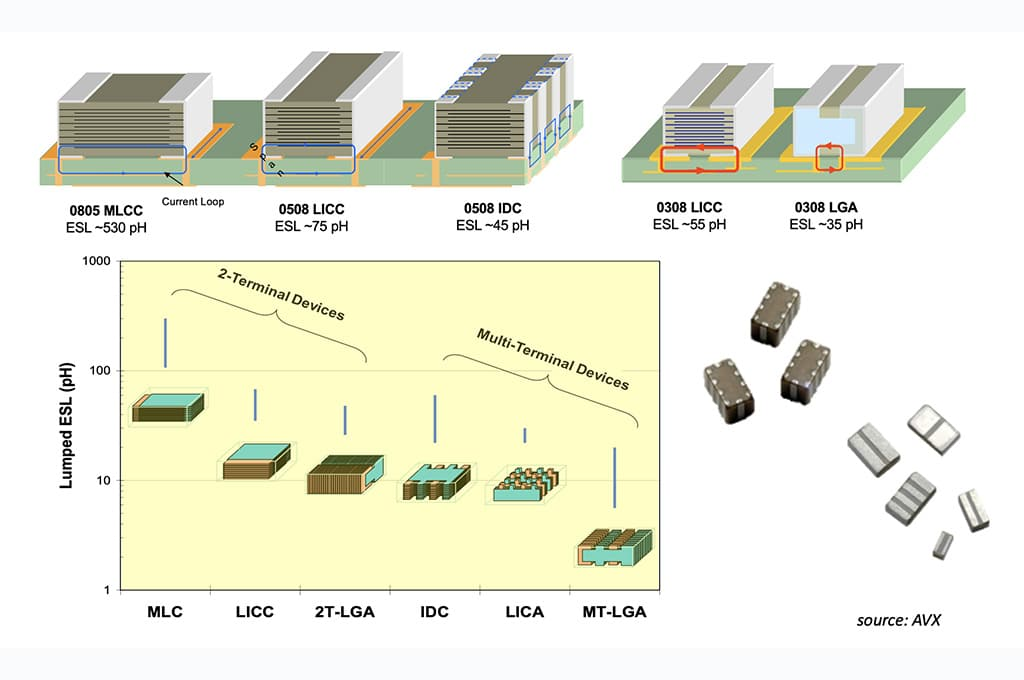 Span
Current Loop
0805 MLCC
ESL ~530 pH
0508 LICC
ESL ~75 pH
0508 IDC
ESL ~45 pH
0308 LICC
ESL ~55 pH
0308 LGA
ESL ~35 pH
1000
100
10
1
Lumped ESL (pH)
2-Terminal Devices
Multi-Terminal Devices
MLC
LICC
2T-LGA
IDC
LICA
MT-LGA
source: AVX